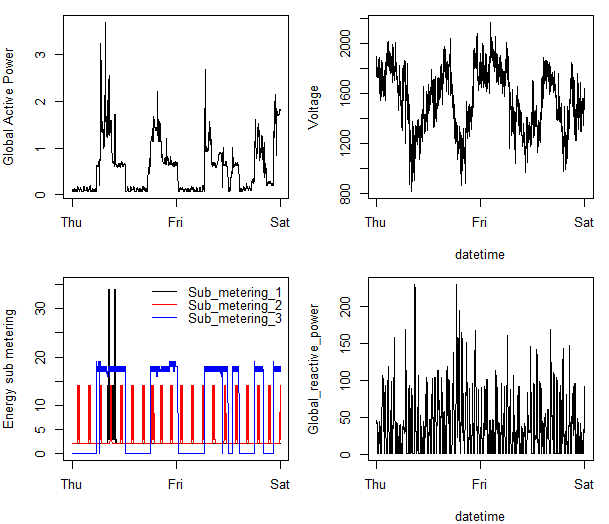 Global Active Power
3
2
1
0
Thu Fri Sat
Voltage
2000
1600
1200
800
Thu Fri Sat
datetime
Energy sub metering
30
20
15
10
5
0
Sub_metering_1
Sub_metering_2
Sub_metering_3
Thu Fri Sat
Global_reactive_power
200
150
100
50
0
Thu Fri Sat
datetime